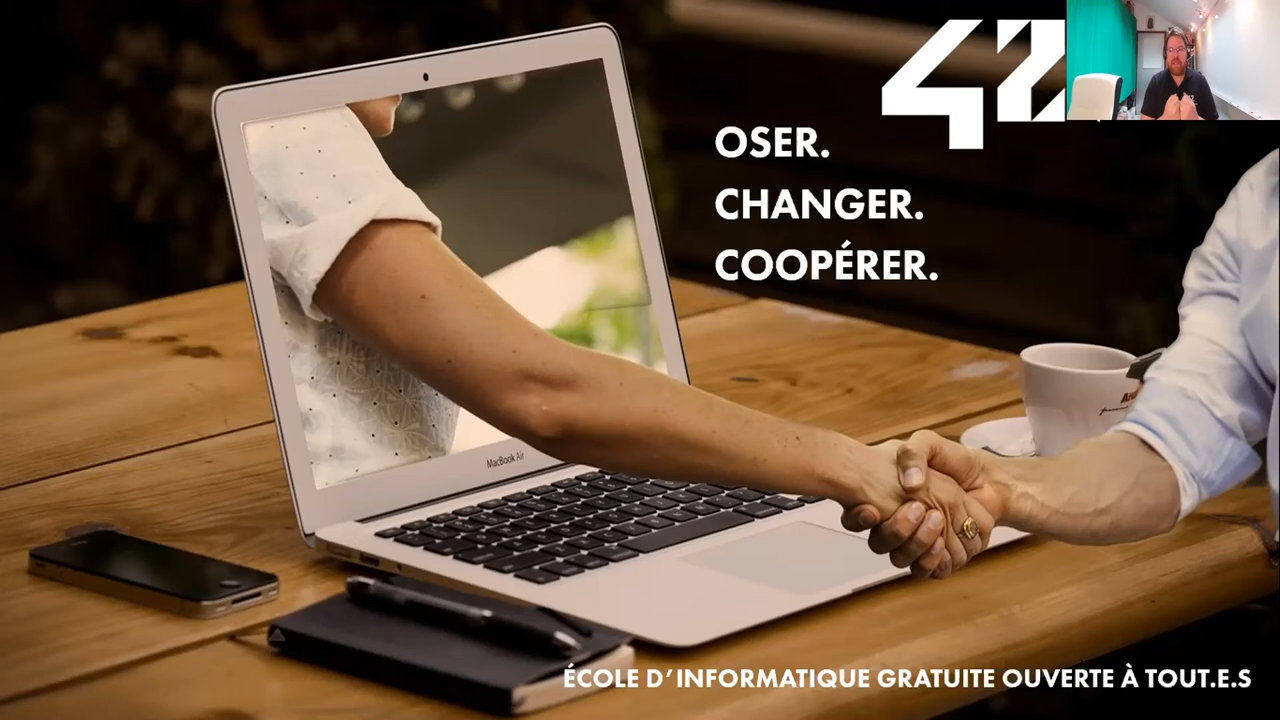 42
OSER.
CHANGER.
COOPÉRER.
MacBook Air
ÉCOLE D'INFORMATIQUE GRATUITE OUVERTE À TOUT.E.S